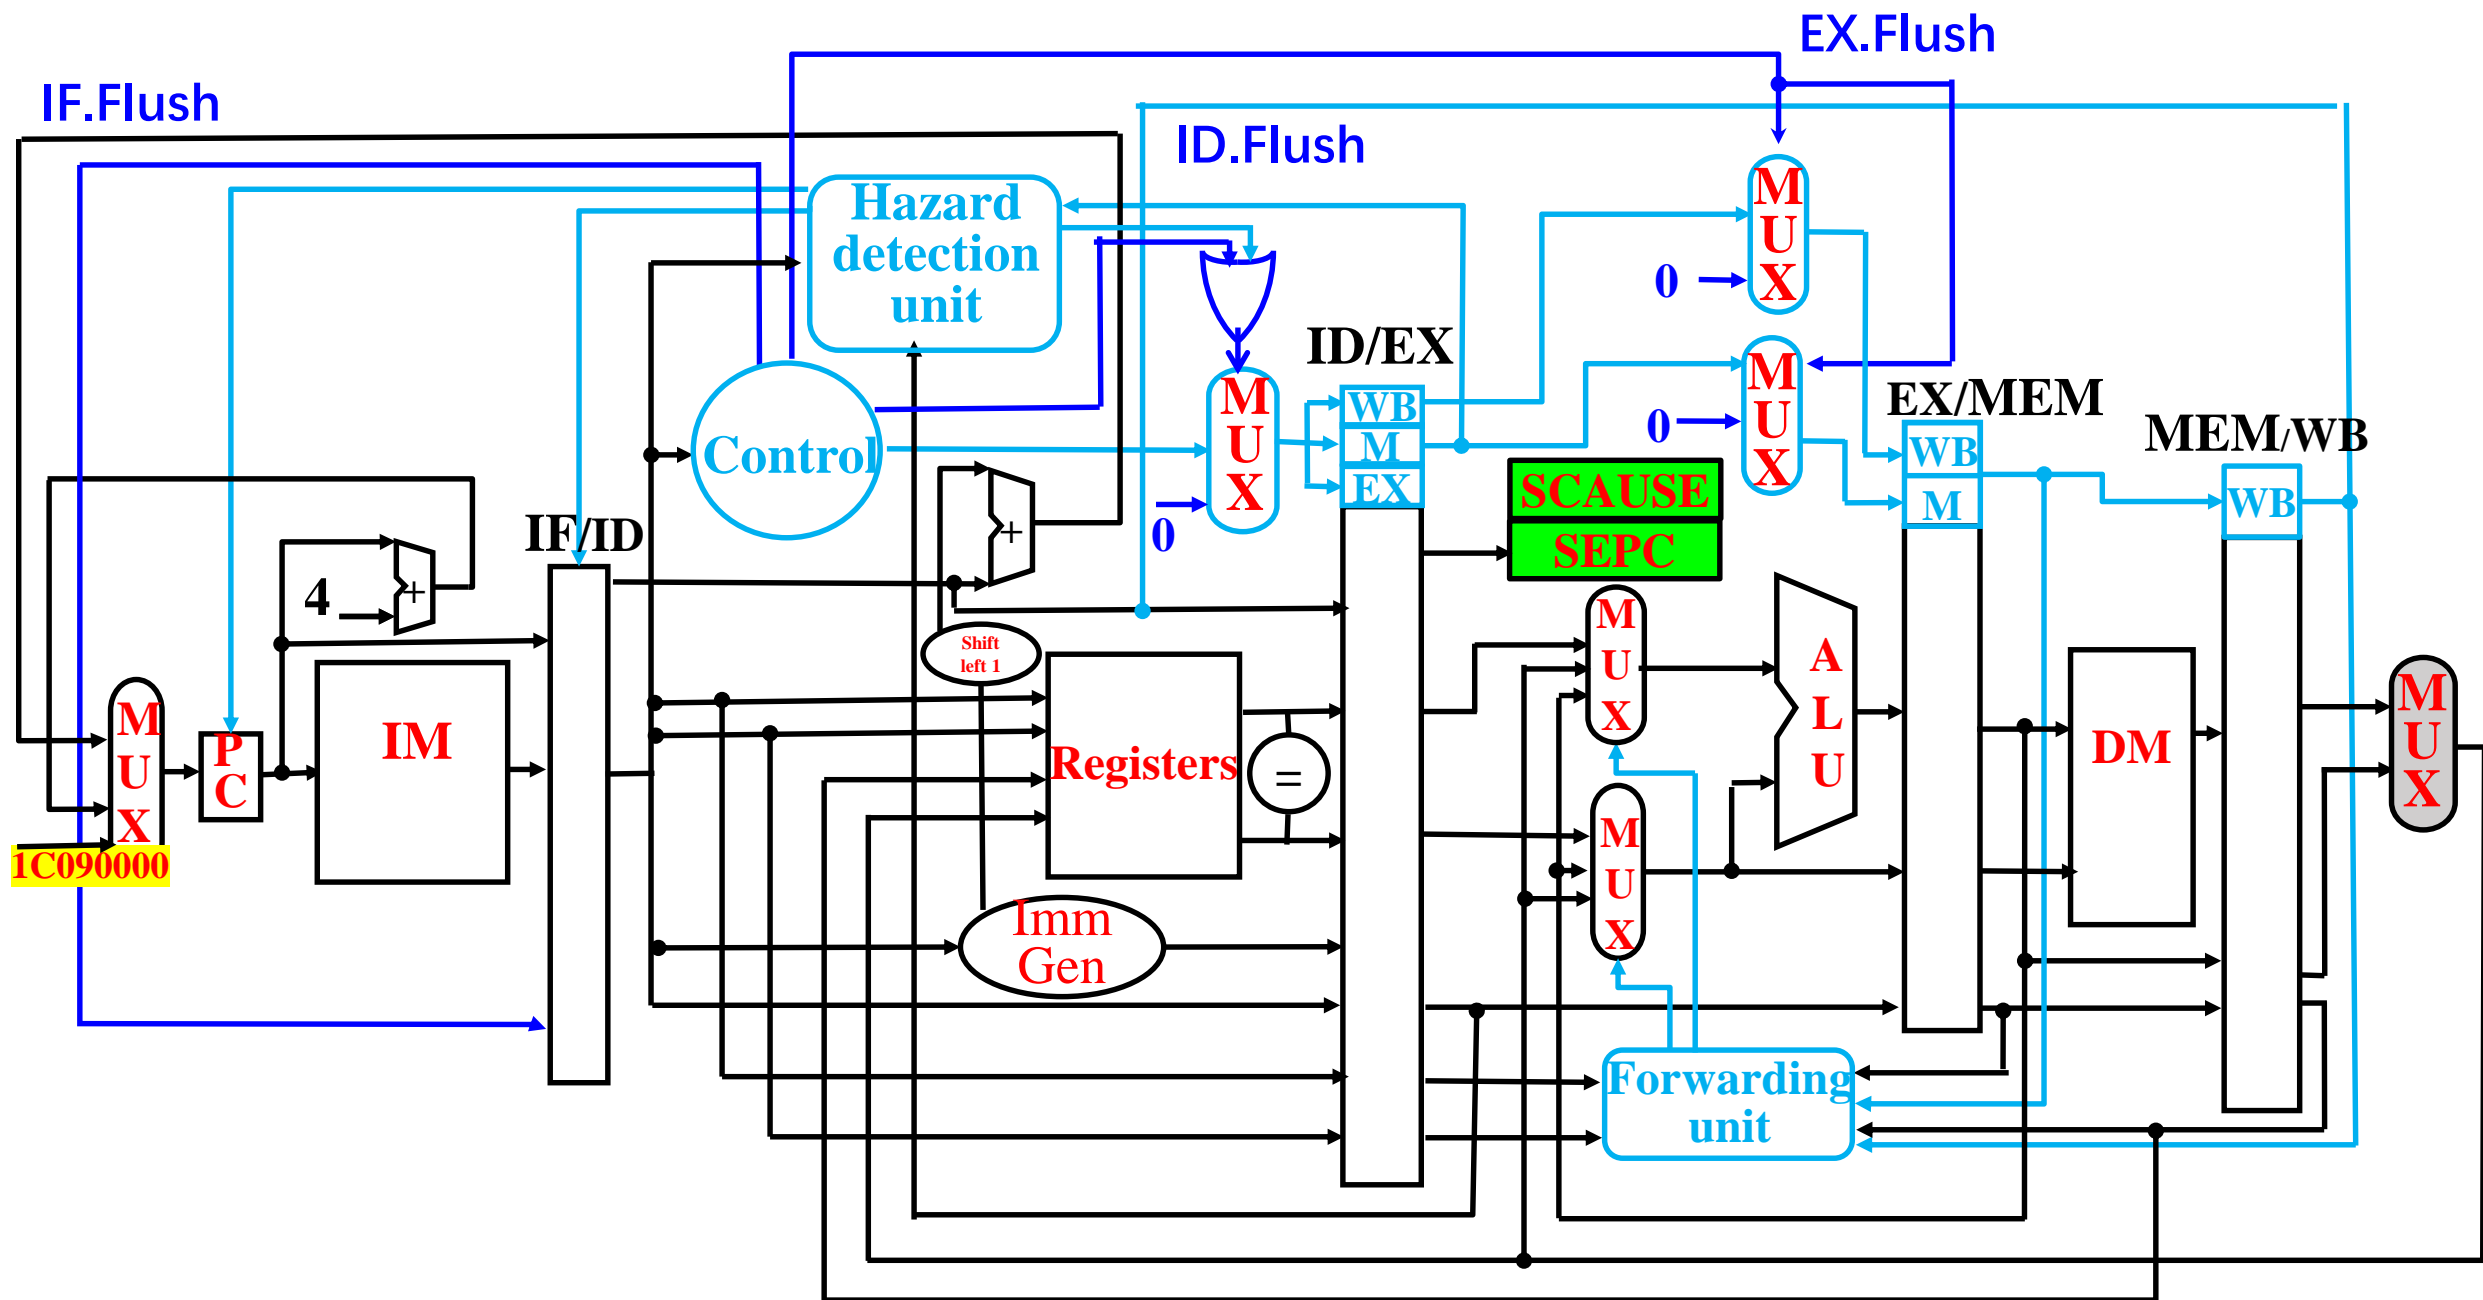 EX.Flush
IF.Flush
ID.Flush
Hazard
detection
unit
M
U
X
0
ID/EX
M
U
X
0
EX/MEM
MEM/WB
Control
M
U
X
0
WB
M
EX
SCAUSE
SEPC
WB
M
WB
IF/ID
+
4
+
Shift
left 1
M
U
X
A
L
U
M
U
X
P
C
IM
Registers
=
DM
M
U
X
1C090000
M
U
X
Imm
Gen
Forwarding
unit